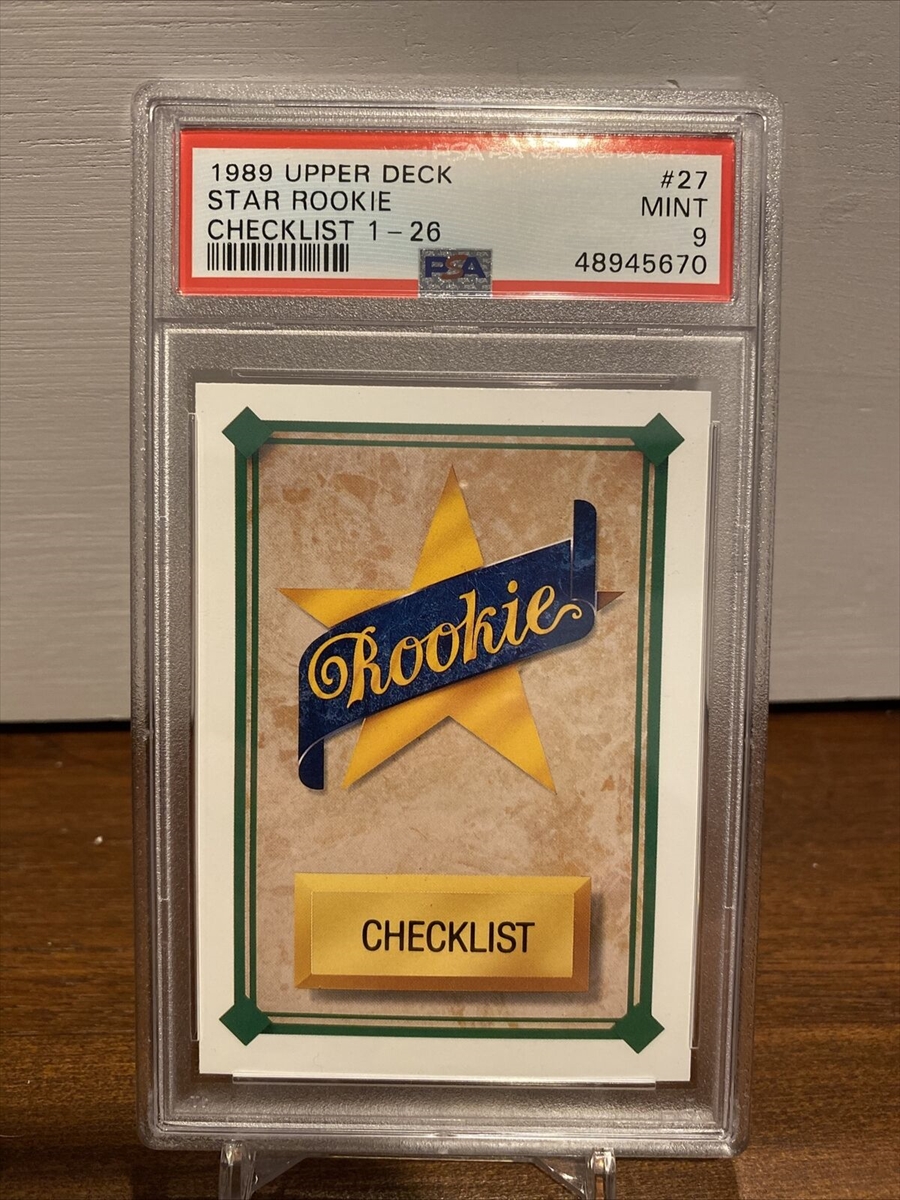 1989 UPPER DECK #27
STAR ROOKIE MINT
CHECKLIST 1-26 9
PSA 48945670
Rookie
CHECKLIST